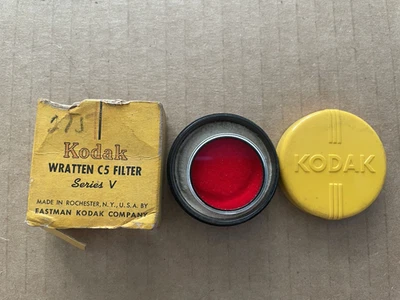 Kodak
WRATTEN C5 FILTER
Series V
MADE IN ROCHESTER, N.Y., U.S.A. BY
EASTMAN KODAK COMPANY
KODAK